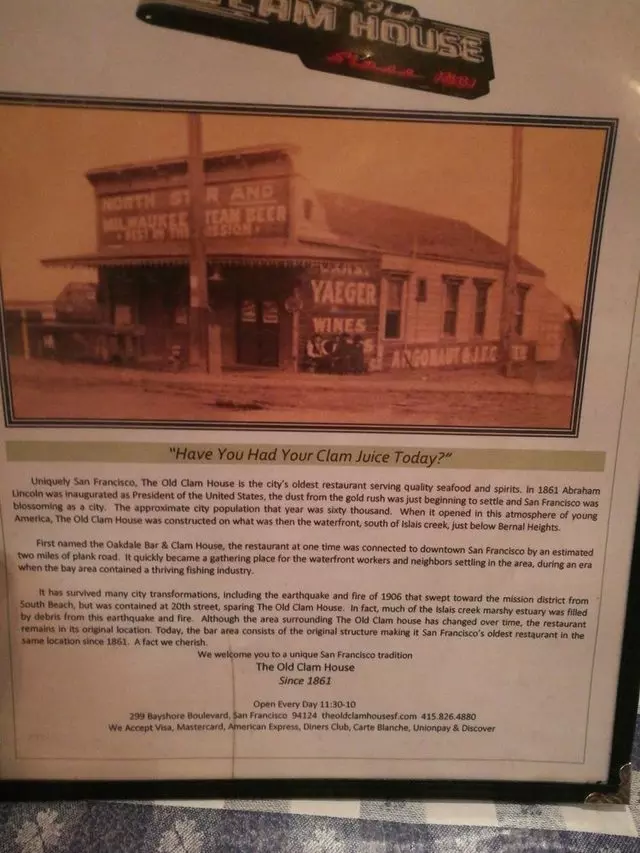 Old
CLAM HOUSE
Since 1861
NORTH STAR AND
MILWAUKEE STEAM BEER
BEST IN THE MISSION
YAEGER
WINES
ARGONAUT
"Have You Had Your Clam Juice Today?"
Uniquely San Francisco, The Old Clam House is the city's oldest restaurant serving quality seafood and spirits. In 1861 Abraham
Lincoln was inaugurated as President of the United States, the dust from the gold rush was just beginning to settle and San Francisco was
blossoming as a city. The approximate city population that year was sixty thousand. When it opened in this atmosphere of young
America, The Old Clam House was constructed on what was then the waterfront, south of Islais creek, just below Bernal Heights.
First named the Oakdale Bar & Clam House, the restaurant at one time was connected to downtown San Francisco by an estimated
two miles of plank road. It quickly became a gathering place for the waterfront workers and neighbors settling in the area, during an era
when the bay area contained a thriving fishing industry.
It has survived many city transformations, including the earthquake and fire of 1906 that swept toward the mission district from
South Beach, but was contained at 20th street, sparing The Old Clam House. In fact, much of the Islais creek marshy estuary was filled
by debris from this earthquake and fire. Although the area surrounding The Old Clam house has changed over time, the restaurant
remains in its original location. Today, the bar area consists of the original structure making it San Francisco's oldest restaurant in the
same location since 1861. A fact we cherish.
We welcome you to a unique San Francisco tradition
The Old Clam House
Since 1861
Open Every Day 11:30-10
299 Bayshore Boulevard, San Francisco 94124 theoldclamhousesf.com 415.826.4880
We Accept Visa, Mastercard, American Express, Diners Club, Carte Blanche, Unionpay & Discover